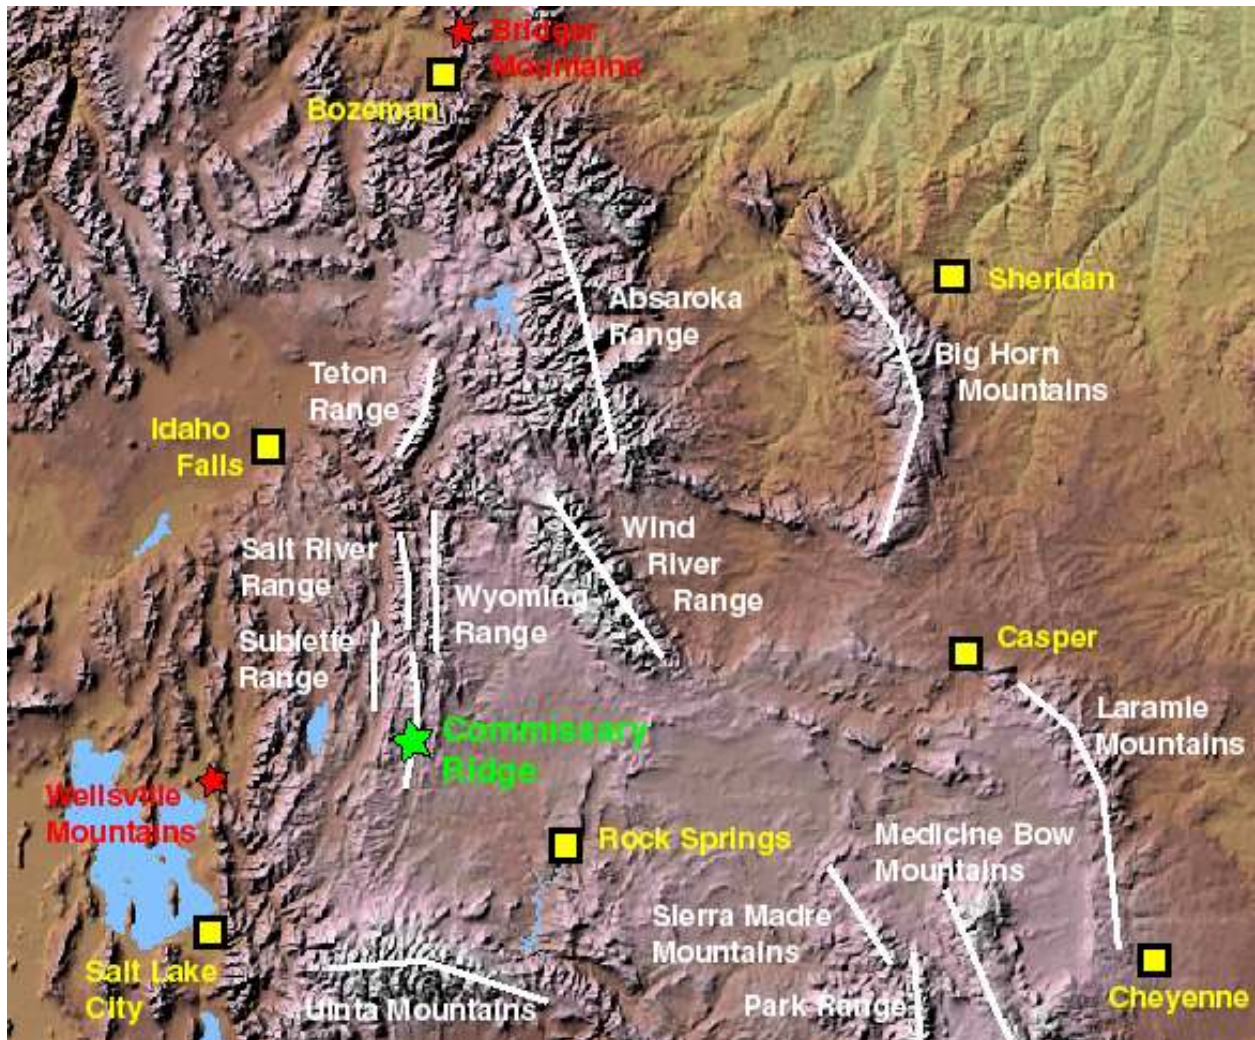 Bridger
Mountains
Bozeman
Sheridan
Absaroka
Range
Big Horn
Mountains
Teton
Range
Idaho
Falls
Wind
River
Range
Salt River
Range
Wyoming
Range
Sublette
Range
Casper
Laramie
Mountains
Commissary
Ridge
Wellsville
Mountains
Rock Springs
Medicine Bow
Mountains
Sierra Madre
Mountains
Salt Lake
City
Uinta Mountains
Park Range
Cheyenne